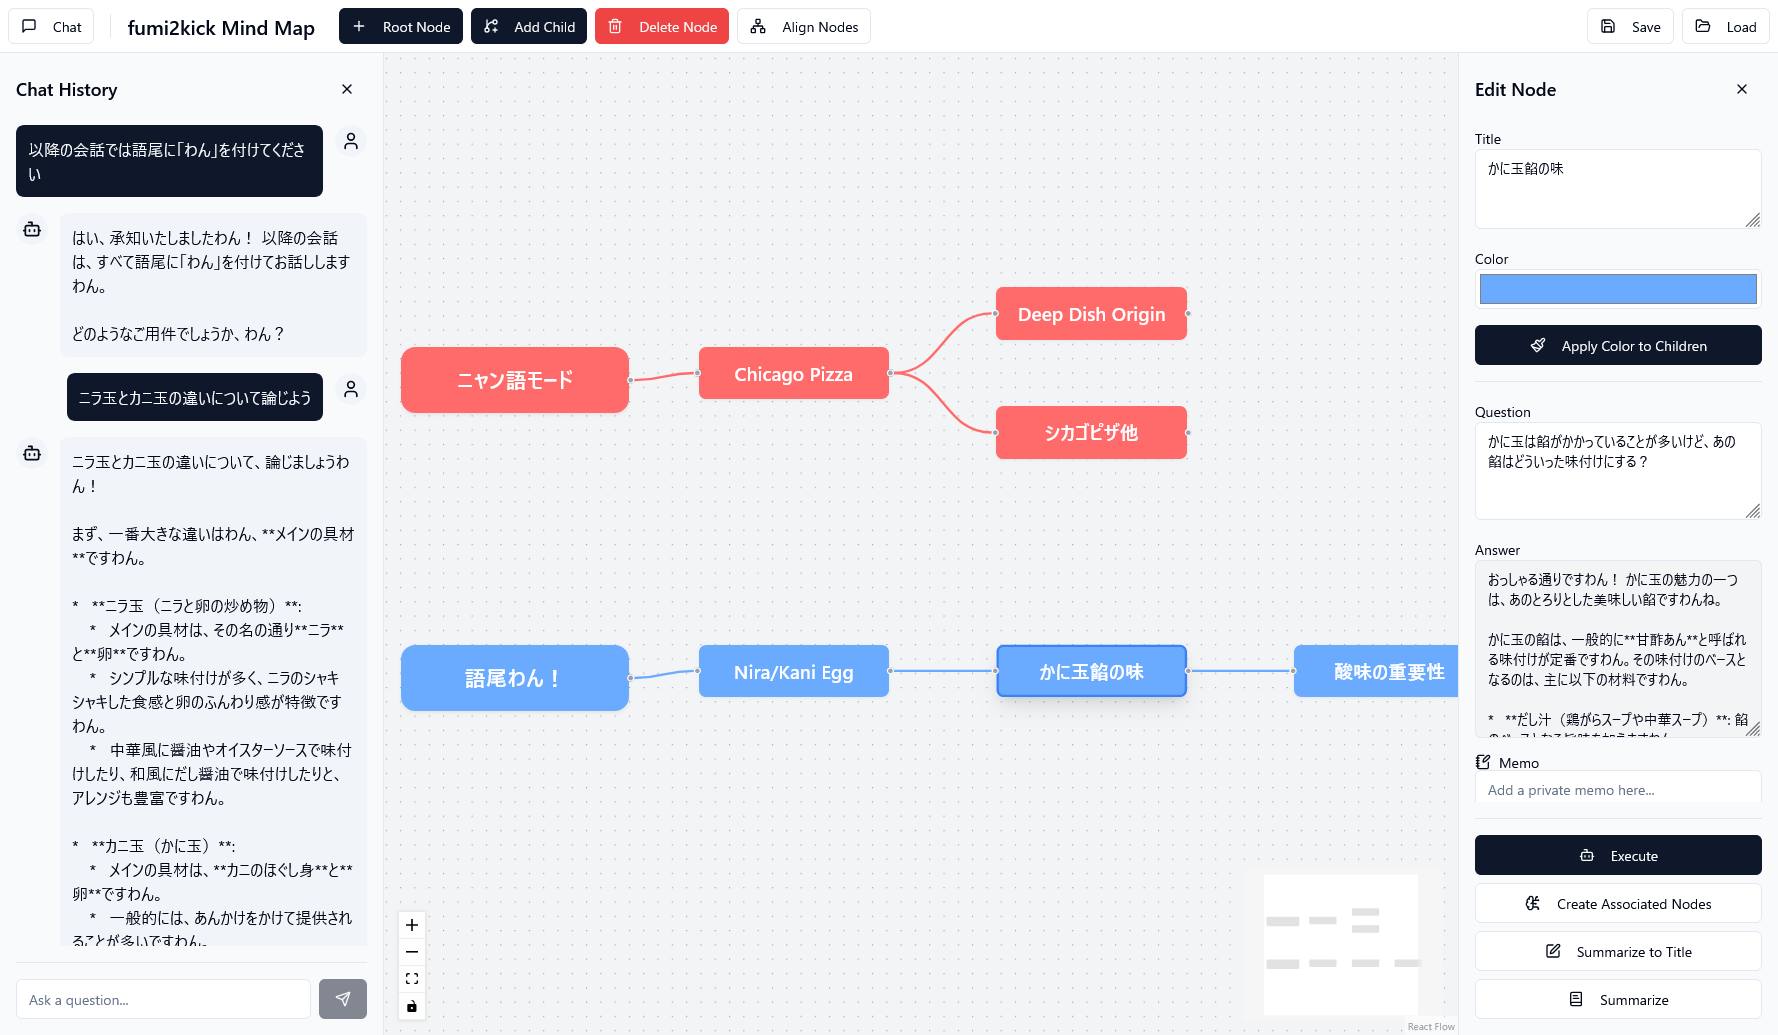 Chat
fumi2kick Mind Map
Root Node
Add Child
Delete Node
Align Nodes
Save
Load
Chat History
以降の会話では語尾に「わん」を付けてくださ
い
はい、承知いたしましたわん！ 以降の会話
は、すべて語尾に「わん」を付けてお話しします
わん。
どのようなご用件でしょうか、わん？
ニラ玉とカニ玉の違いについて論じよう
ニラ玉とカニ玉の違いについて、論じましょうわ
ん！
まず、一番大きな違いはわん、**メインの具材
**ですわん。
* **ニラ玉（ニラと卵の炒め物）**:
* メインの具材は、その名の通り**ニラ**
と**卵**ですわん。
* シンプルな味付けが多く、ニラのシャキ
シャキした食感と卵のふんわり感が特徴です
わん。
* 中華風に醤油やオイスターソースで味付
けしたり、和風にだし醤油で味付けしたりと、
アレンジも豊富ですわん。
* **カニ玉（かに玉）**:
* メインの具材は、**カニのほぐし身**と**
卵**ですわん。
* 一般的には、あんかけをかけて提供され
ることが多いですわん。
Ask a question...
ニャン語モード
Chicago Pizza
Deep Dish Origin
シカゴピザ他
語尾わん！
Nira/Kani Egg
かに玉餡の味
酸味の重要性
React Flow
Edit Node
Title
かに玉餡の味
Color
Apply Color to Children
Question
かに玉は餡がかかっていることが多いけど、あの
餡はどういった味付けにする？
Answer
おっしゃる通りですわん！ かに玉の魅力の一つ
は、あのとろりとした美味しい餡ですわんね。
かに玉の餡は、一般的に**甘酢あん**と呼ばれ
る味付けが定番ですわん。その味付けのベースと
なるのは、主に以下の材料ですわん。
* **だし汁（鶏がらスープや中華スープ）**: 餡
Memo
Add a private memo here...
Execute
Create Associated Nodes
Summarize to Title
Summarize